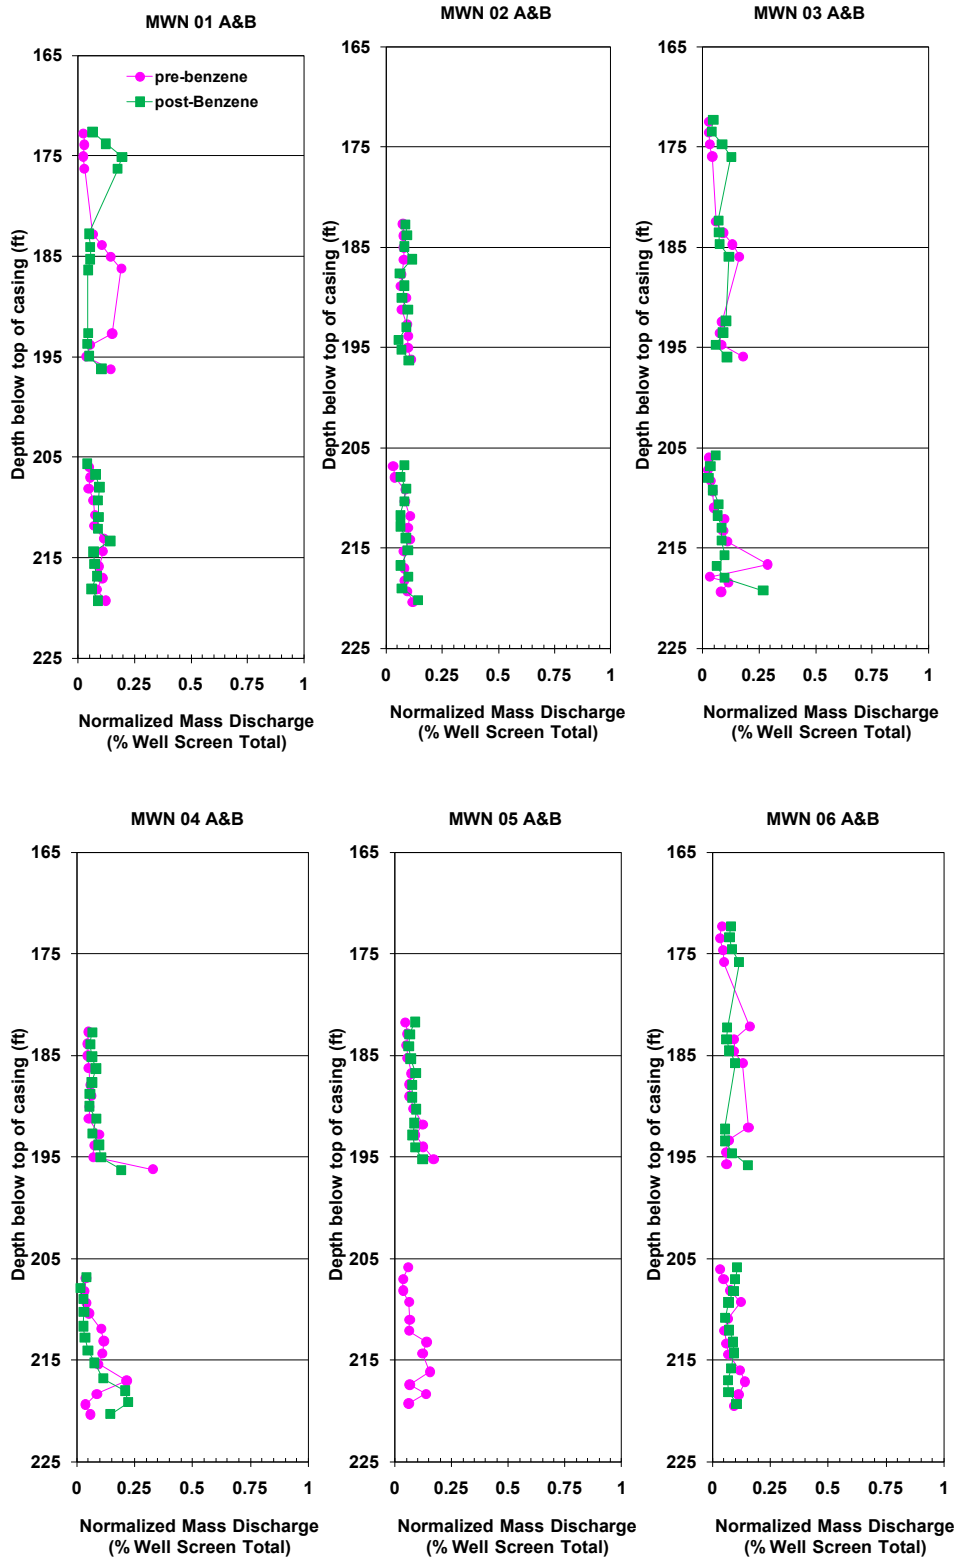 MWN 01 A&B
MWN 02 A&B
MWN 03 A&B
165
175
185
195
205
215
225
Depth below top of casing (ft)
pre-benzene
post-Benzene
0 0.25 0.5 0.75 1
Normalized Mass Discharge
(% Well Screen Total)
165
175
185
195
205
215
225
Depth below top of casing (ft)
0 0.25 0.5 0.75 1
Normalized Mass Discharge
(% Well Screen Total)
165
175
185
195
205
215
225
Depth below top of casing (ft)
0 0.25 0.5 0.75 1
Normalized Mass Discharge
(% Well Screen Total)
MWN 04 A&B
MWN 05 A&B
MWN 06 A&B
165
175
185
195
205
215
225
Depth below top of casing (ft)
0 0.25 0.5 0.75 1
Normalized Mass Discharge
(% Well Screen Total)
165
175
185
195
205
215
225
Depth below top of casing (ft)
0 0.25 0.5 0.75 1
Normalized Mass Discharge
(% Well Screen Total)
165
175
185
195
205
215
225
Depth below top of casing (ft)
0 0.25 0.5 0.75 1
Normalized Mass Discharge
(% Well Screen Total)